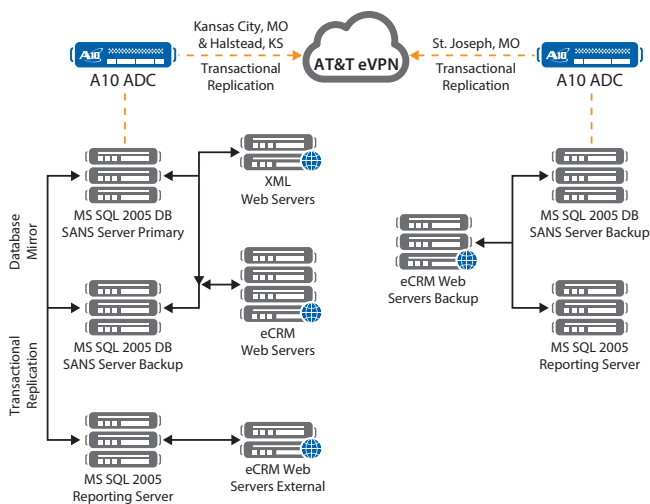 Kansas City, MO
& Halstead, KS
Transactional
Replication
AT&T eVPN
St. Joseph, MO
Transactional
Replication
A10
A10 ADC
A10
A10 ADC
Database
Mirror
Transactional
Replication
MS SQL 2005 DB
SANS Server Primary
XML
Web Servers
MS SQL 2005 DB
SANS Server Backup
eCRM
Web Servers
MS SQL 2005
Reporting Server
eCRM Web
Servers External
eCRM Web
Servers Backup
MS SQL 2005 DB
SANS Server Backup
MS SQL 2005
Reporting Server